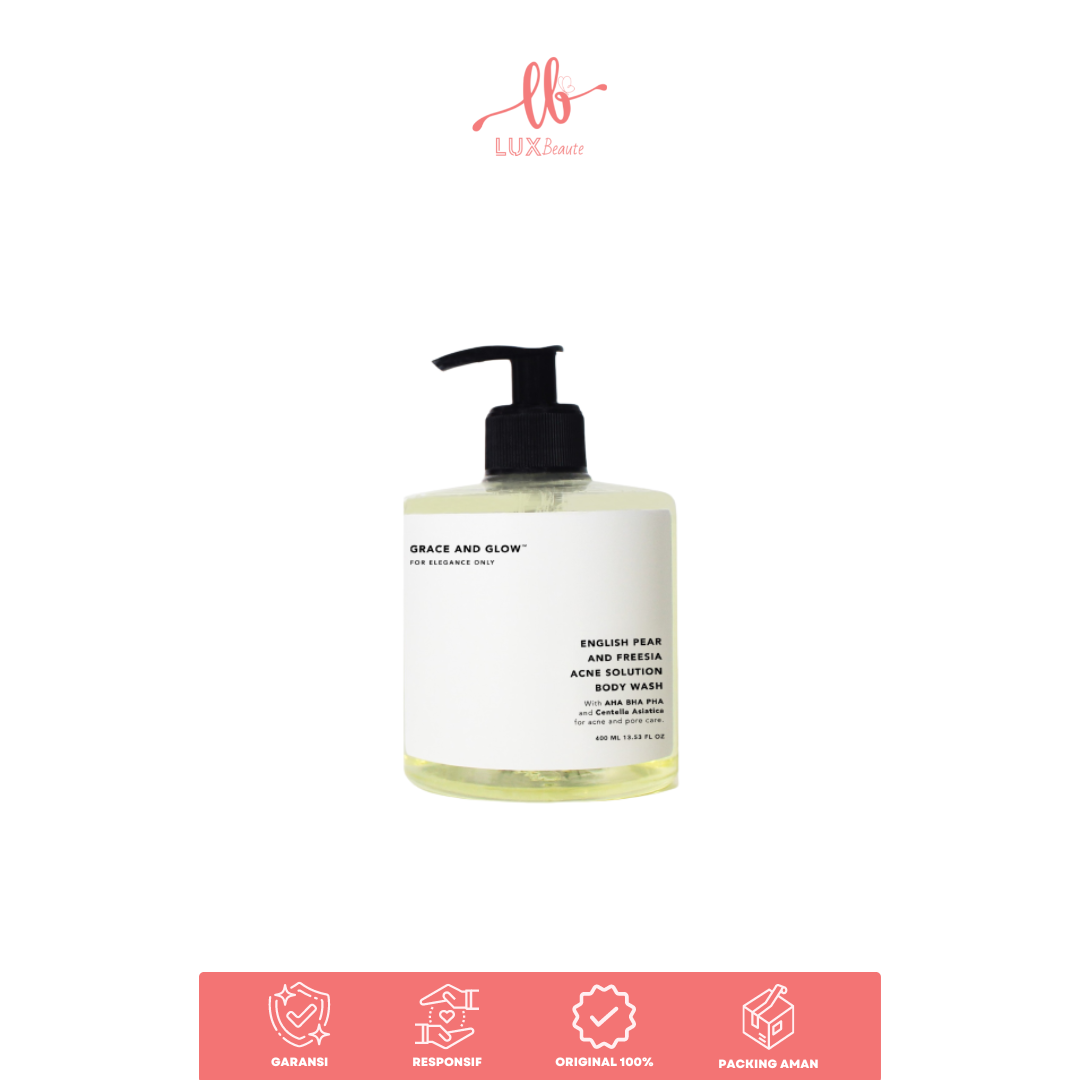 lb
LUX Beaute
GRACE AND GLOW™
FOR ELEGANCE ONLY
ENGLISH PEAR
AND FREESIA
ACNE SOLUTION
BODY WASH
With AHA BHA PHA
and Centella Asiatica
for acne and pore care.
400 ML 13.53 FL OZ
GARANSI
RESPONSIF
ORIGINAL 100%
PACKING AMAN